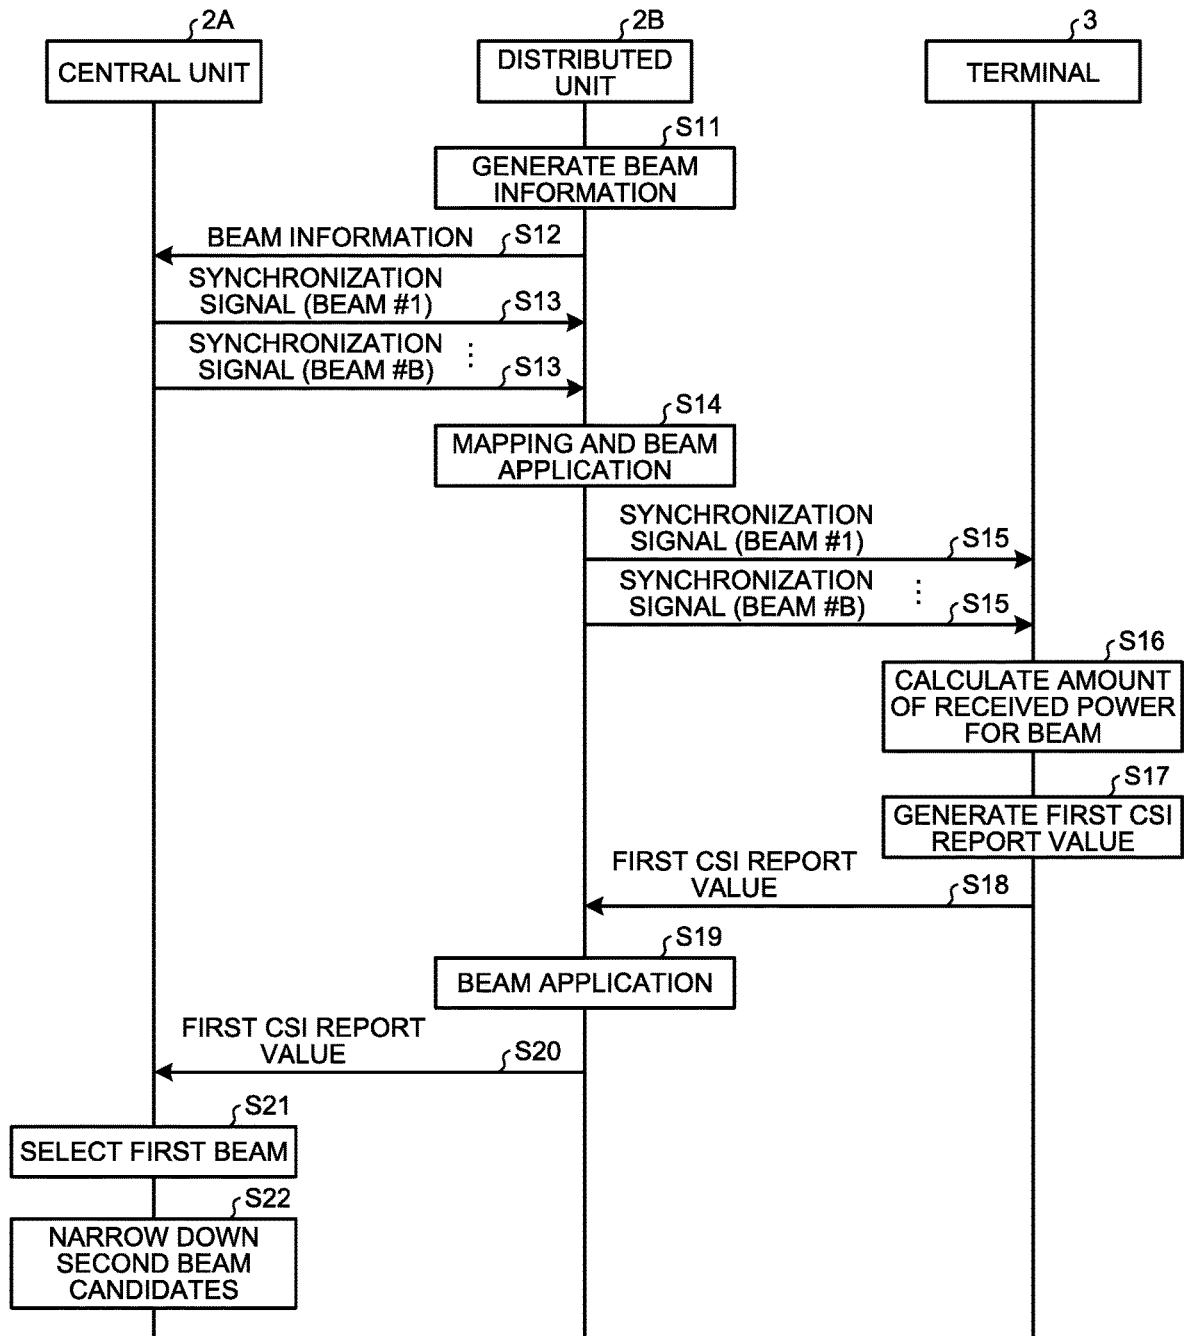 2A
2B
3
CENTRAL UNIT
DISTRIBUTED
UNIT
TERMINAL
S11
GENERATE BEAM
INFORMATION
BEAM INFORMATION
S12
SYNCHRONIZATION
SIGNAL (BEAM #1)
S13
SYNCHRONIZATION
SIGNAL (BEAM #B)
⋮
S13
S14
MAPPING AND BEAM
APPLICATION
SYNCHRONIZATION
SIGNAL (BEAM #1)
S15
SYNCHRONIZATION
SIGNAL (BEAM #B)
⋮
S15
S16
CALCULATE AMOUNT
OF RECEIVED POWER
FOR BEAM
S17
GENERATE FIRST CSI
REPORT VALUE
FIRST CSI REPORT
VALUE
S18
S19
BEAM APPLICATION
FIRST CSI REPORT
VALUE
S20
S21
SELECT FIRST BEAM
S22
NARROW DOWN
SECOND BEAM
CANDIDATES